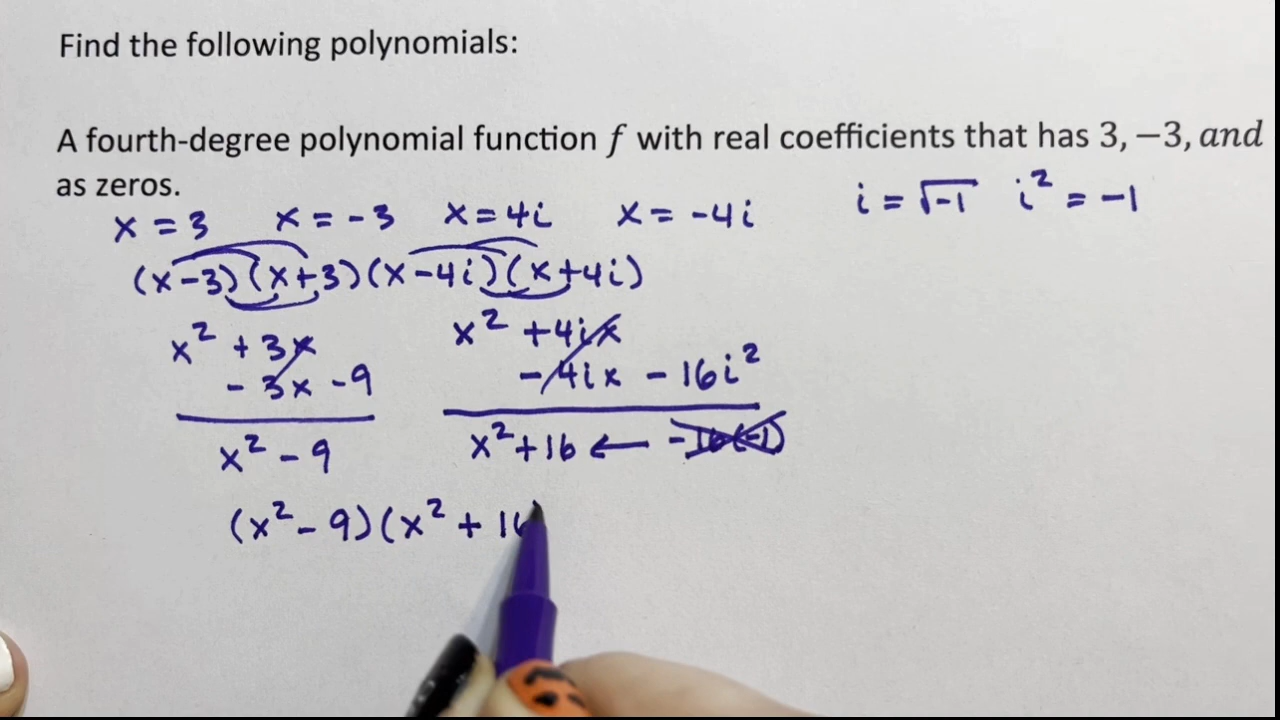 Find the following polynomials:
A fourth-degree polynomial function f with real coefficients that has 3, −3, and
as zeros.
x = 3 x = -3 x = 4i x = -4i i = √-1 i² = -1
(x-3)(x+3)(x-4i)(x+4i)
x² + 3x x² + 4ix
- 3x - 9 - 4ix - 16i²
x² - 9 x² + 16 ← -16(-1)
(x² - 9)(x² + 16